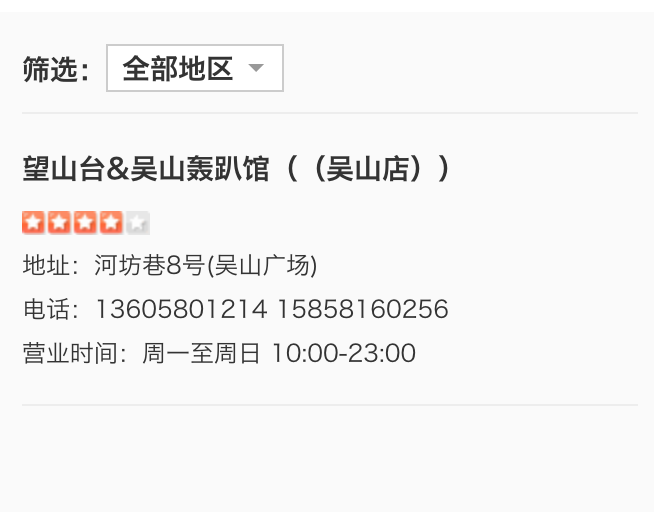 筛选： 全部地区
望山台&吴山轰趴馆（（吴山店））
地址：河坊巷8号(吴山广场)
电话：13605801214 15858160256
营业时间：周一至周日 10:00-23:00